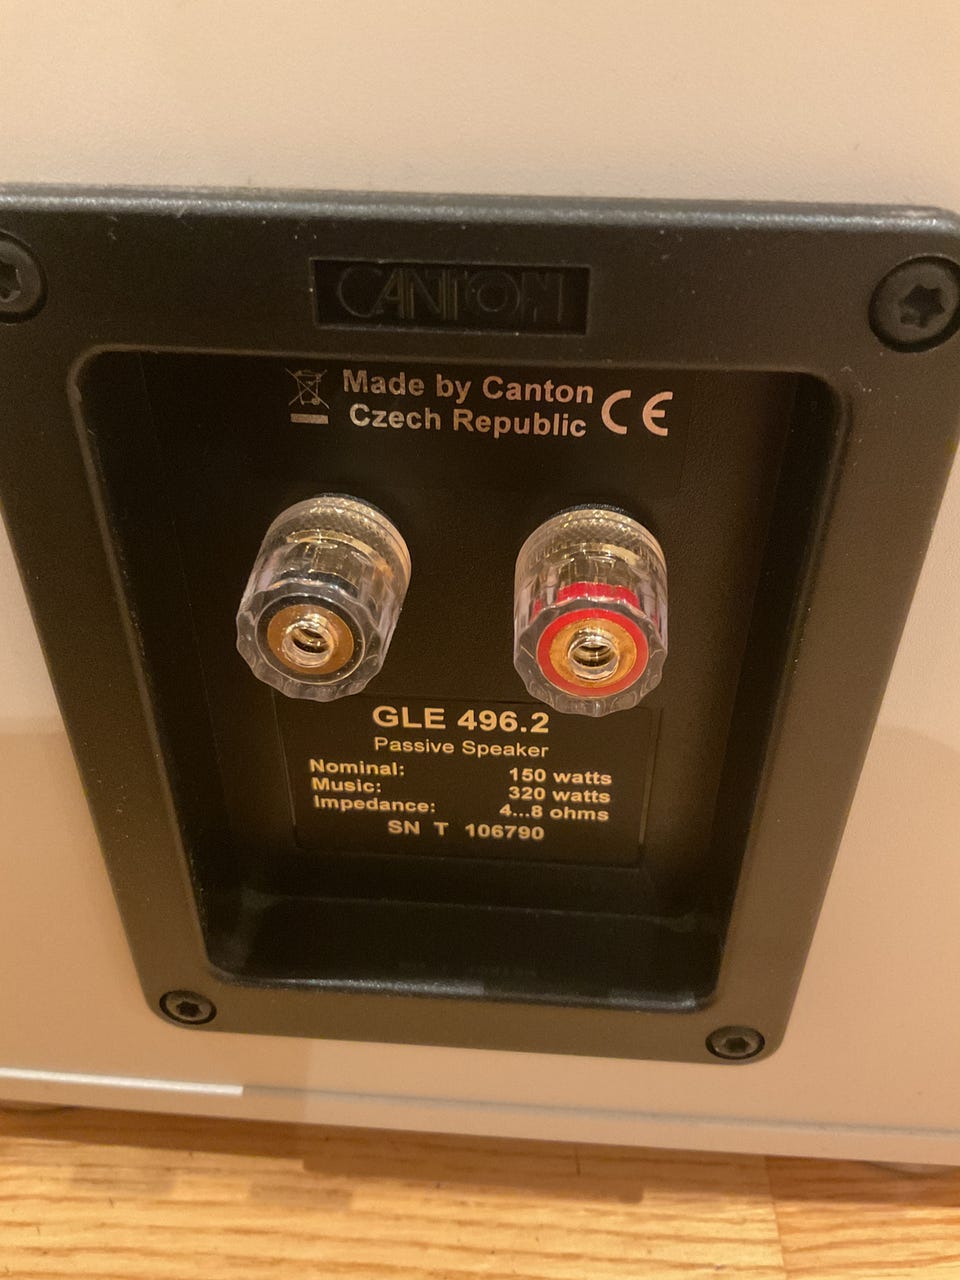 CANTON
Made by Canton
Czech Republic
CE
GLE 496.2
Passive Speaker
Nominal: 150 watts
Music: 320 watts
Impedance: 4...8 ohms
SN T 106790